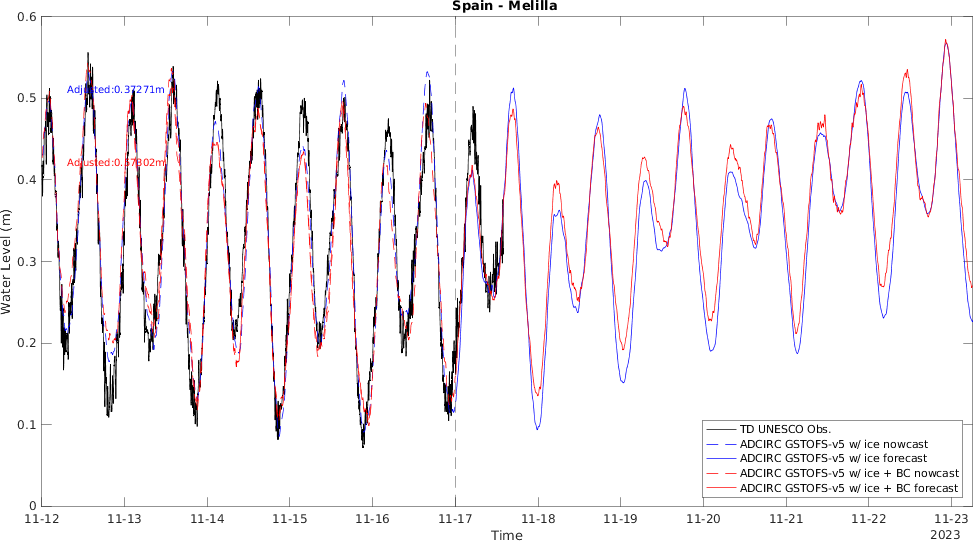 Spain - Melilla
0.6
0.5
0.4
0.3
0.2
0.1
0
Water Level (m)
Adjusted:0.37271m
Adjusted:0.37302m
TD UNESCO Obs.
ADCIRC GSTOFS-v5 w/ ice nowcast
ADCIRC GSTOFS-v5 w/ ice forecast
ADCIRC GSTOFS-v5 w/ ice + BC nowcast
ADCIRC GSTOFS-v5 w/ ice + BC forecast
11-12 11-13 11-14 11-15 11-16 11-17 11-18 11-19 11-20 11-21 11-22 11-23
Time
2023